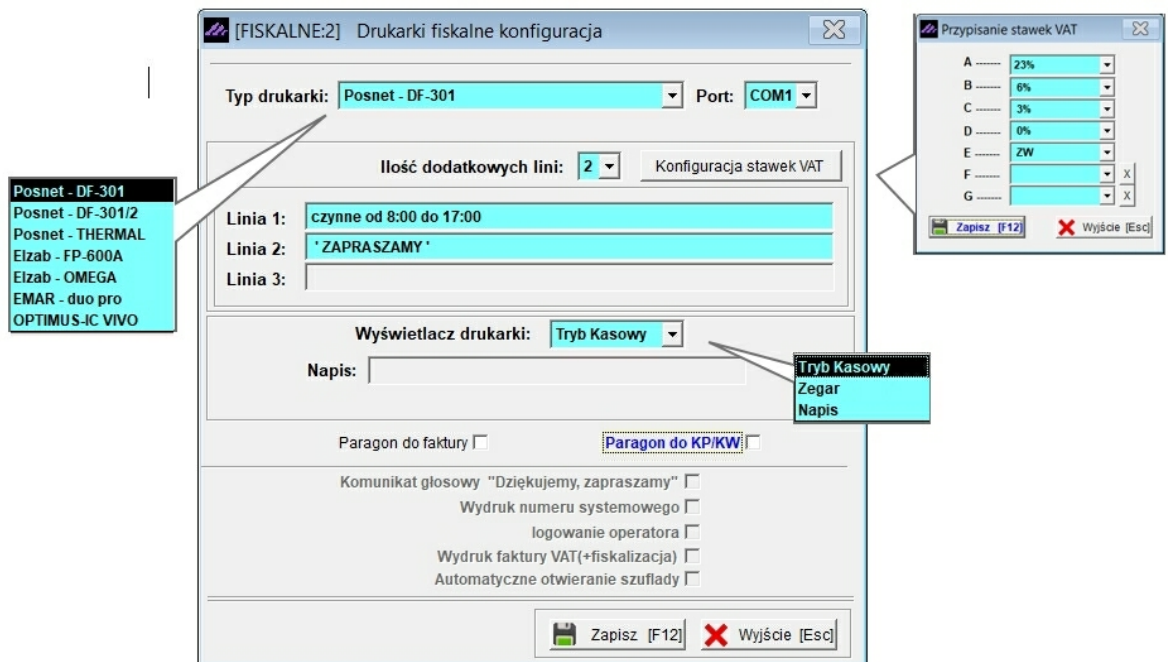 [FISKALNE:2] Drukarki fiskalne konfiguracja
Typ drukarki: Posnet - DF-301 Port: COM1
Ilość dodatkowych lini: 2 Konfiguracja stawek VAT
Linia 1: czynne od 8:00 do 17:00
Linia 2: ' ZAPRASZAMY '
Linia 3:
Wyświetlacz drukarki: Tryb Kasowy
Napis:
Paragon do faktury Paragon do KP/KW
Komunikat głosowy "Dziękujemy, zapraszamy"
Wydruk numeru systemowego
logowanie operatora
Wydruk faktury VAT(+fiskalizacja)
Automatyczne otwieranie szuflady
Zapisz [F12] Wyjście [Esc]
Posnet - DF-301
Posnet - DF-301/2
Posnet - THERMAL
Elzab - FP-600A
Elzab - OMEGA
EMAR - duo pro
OPTIMUS-IC VIVO
Tryb Kasowy
Zegar
Napis
Przypisanie stawek VAT
A ------- 23%
B ------- 6%
C ------- 3%
D ------- 0%
E ------- ZW
F ------- X
G ------- X
Zapisz [F12] Wyjście [Esc]